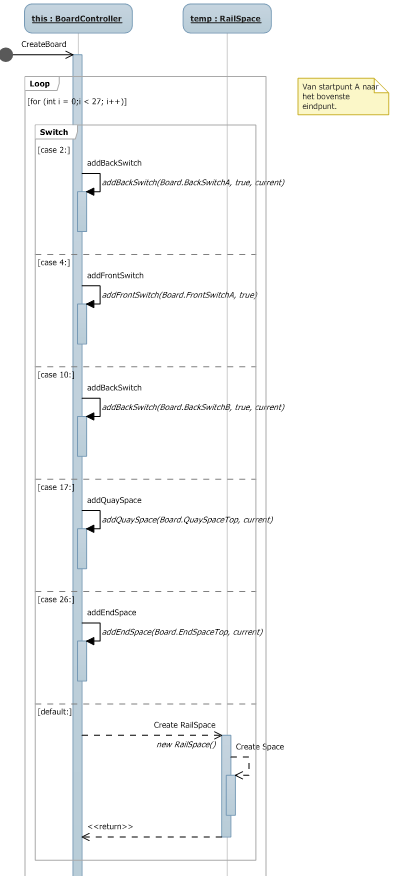 this : BoardController
temp : RailSpace
CreateBoard
Loop
[for (int i = 0;i < 27; i++)]
Van startpunt A naar
het bovenste
eindpunt.
Switch
[case 2:]
addBackSwitch
addBackSwitch(Board.BackSwitchA, true, current)
[case 4:]
addFrontSwitch
addFrontSwitch(Board.FrontSwitchA, true)
[case 10:]
addBackSwitch
addBackSwitch(Board.BackSwitchB, true, current)
[case 17:]
addQuaySpace
addQuaySpace(Board.QuaySpaceTop, current)
[case 26:]
addEndSpace
addEndSpace(Board.EndSpaceTop, current)
[default:]
Create RailSpace
new RailSpace()
Create Space
<<return>>